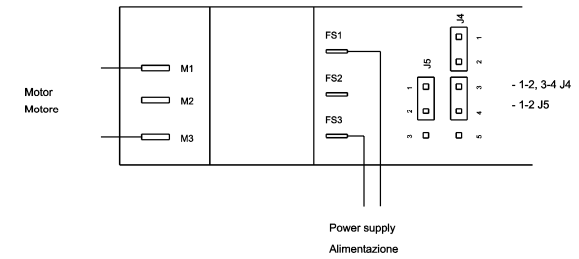 Motor
Motore
M1
M2
M3
FS1
FS2
FS3
J5
1
2
3
J4
1
2
3
4
5
- 1-2, 3-4 J4
- 1-2 J5
Power supply
Alimentazione